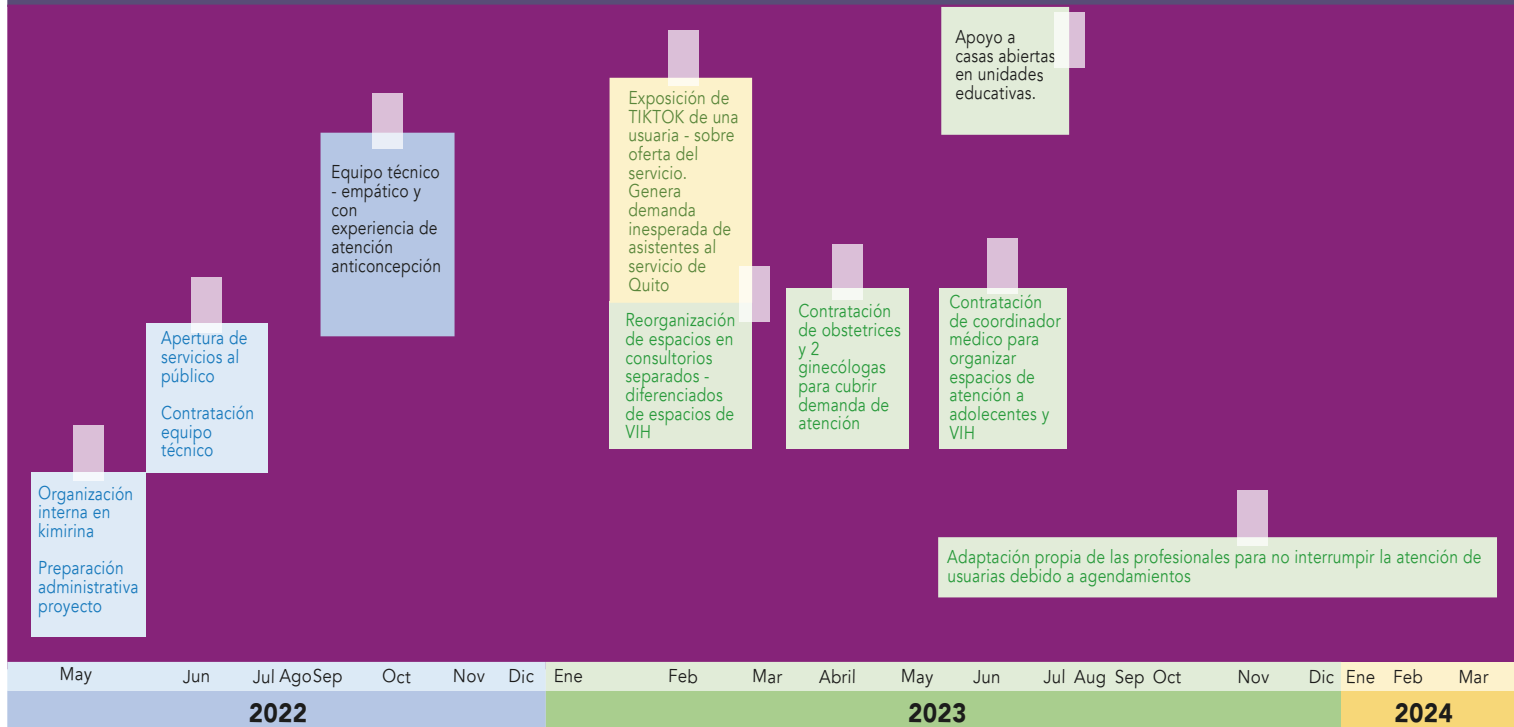 Organización
interna en
kimirina
Preparación
administrativa
proyecto
Apertura de
servicios al
público
Contratación
equipo
técnico
Equipo técnico
- empático y
con
experiencia de
atención
anticoncepción
Exposición de
TIKTOK de una
usuaria - sobre
oferta del
servicio.
Genera
demanda
inesperada de
asistentes al
servicio de
Quito
Reorganización
de espacios en
consultorios
separados -
diferenciados
de espacios de
VIH
Contratación
de obstetrices
y 2
ginecólogas
para cubrir
demanda de
atención
Apoyo a
casas abiertas
en unidades
educativas.
Contratación
de coordinador
médico para
organizar
espacios de
atención a
adolecentes y
VIH
Adaptación propia de las profesionales para no interrumpir la atención de
usuarias debido a agendamientos
May Jun Jul Ago Sep Oct Nov Dic Ene Feb Mar Abril May Jun Jul Aug Sep Oct Nov Dic Ene Feb Mar
2022 2023 2024